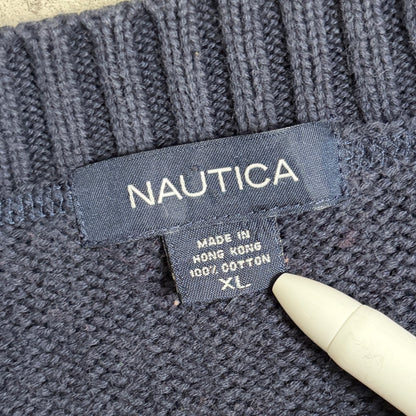 NAUTICA
MADE IN
HONG KONG
100% COTTON
XL